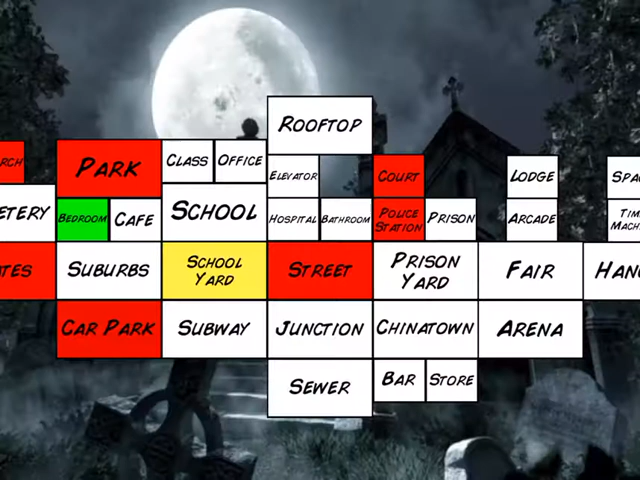 ROOFTOP
PARK
CLASS
OFFICE
ELEVATOR
COURT
LODGE
BEDROOM
CAFE
SCHOOL
HOSPITAL
BATHROOM
POLICE
STATION
PRISON
ARCADE
SUBURBS
SCHOOL
YARD
STREET
PRISON
YARD
FAIR
CAR PARK
SUBWAY
JUNCTION
CHINATOWN
ARENA
SEWER
BAR
STORE